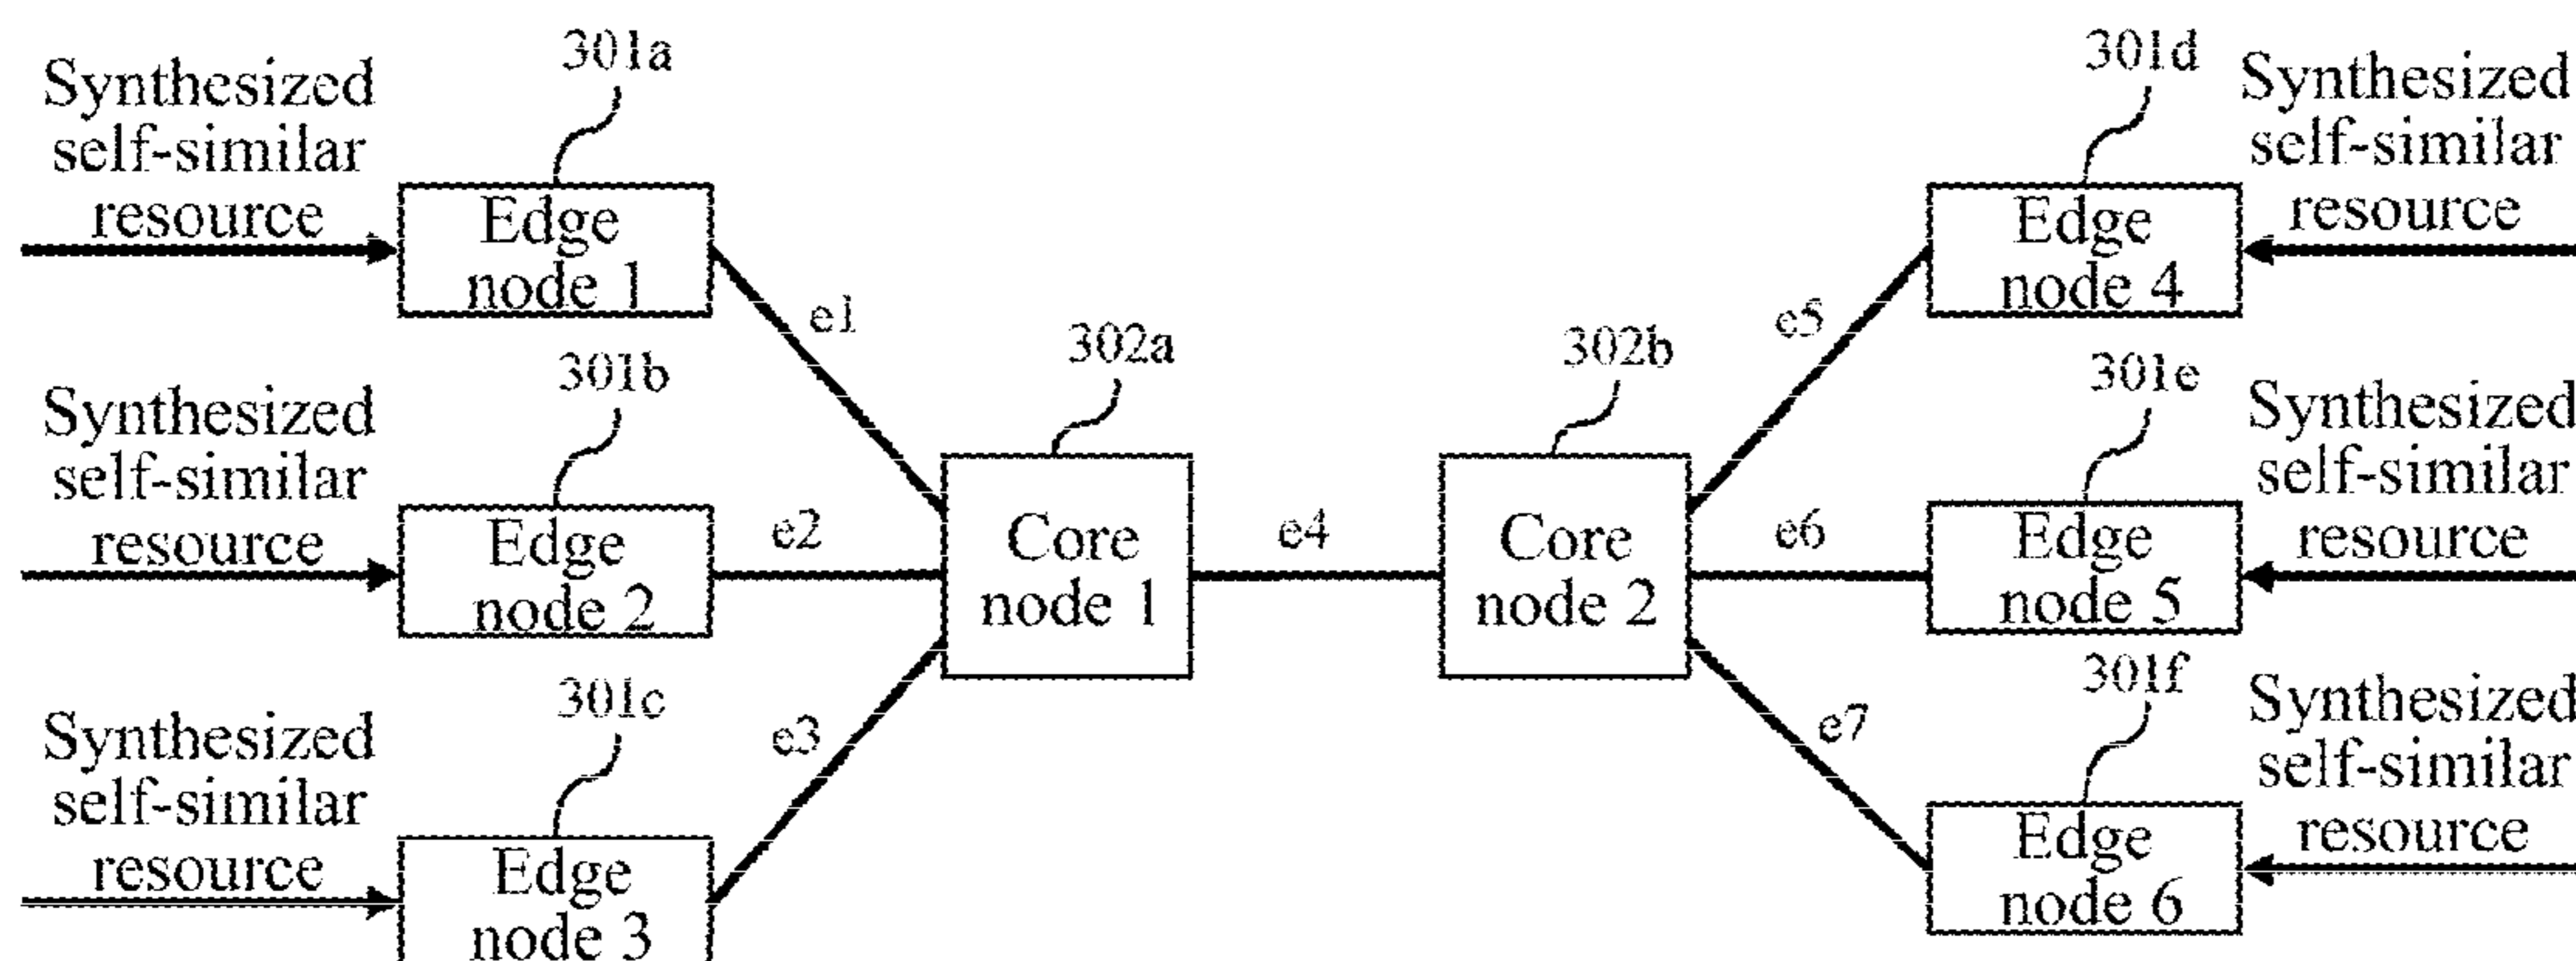 301a
Synthesized
self-similar
resource
Edge
node 1
e1
301b
Synthesized
self-similar
resource
Edge
node 2
e2
301c
Synthesized
self-similar
resource
Edge
node 3
e3
302a
Core
node 1
e4
302b
Core
node 2
301d
Synthesized
self-similar
resource
Edge
node 4
e5
301e
Synthesized
self-similar
resource
Edge
node 5
e6
301f
Synthesized
self-similar
resource
Edge
node 6
e7